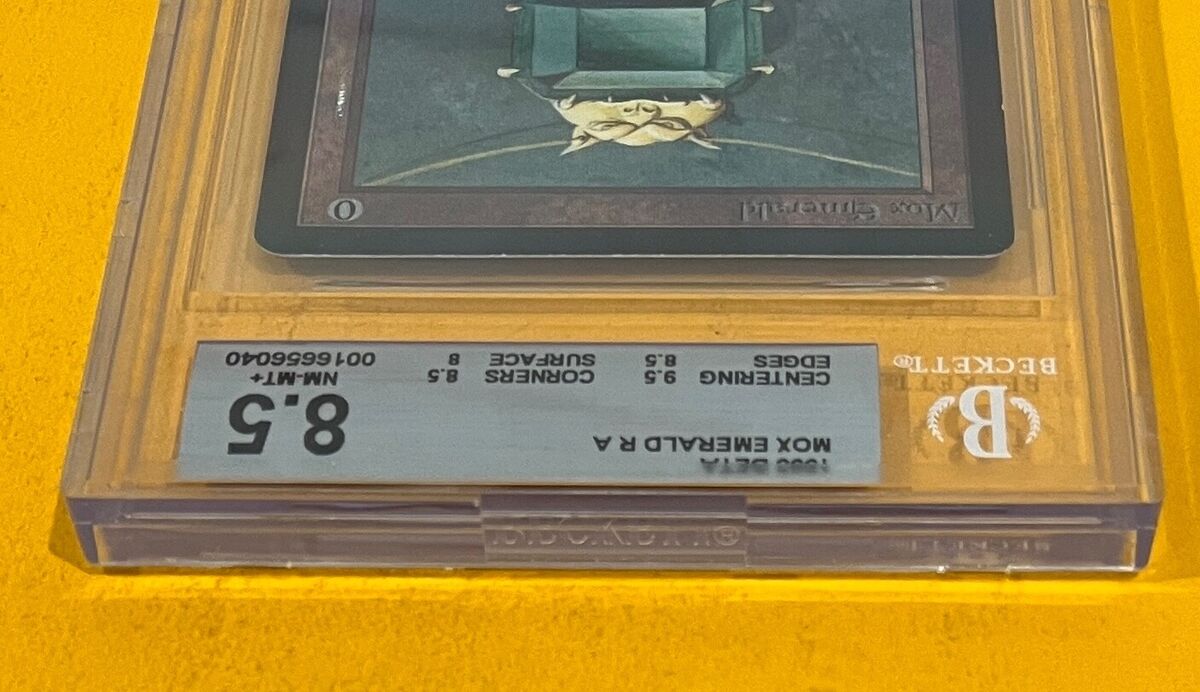 1993 BETA
MOX EMERALD R A
8.5
NM-MT+
CENTERING 9.5 CORNERS 8.5
EDGES 8.5 SURFACE 8
0016656040
B
BECKETT®
Mox Emerald
0